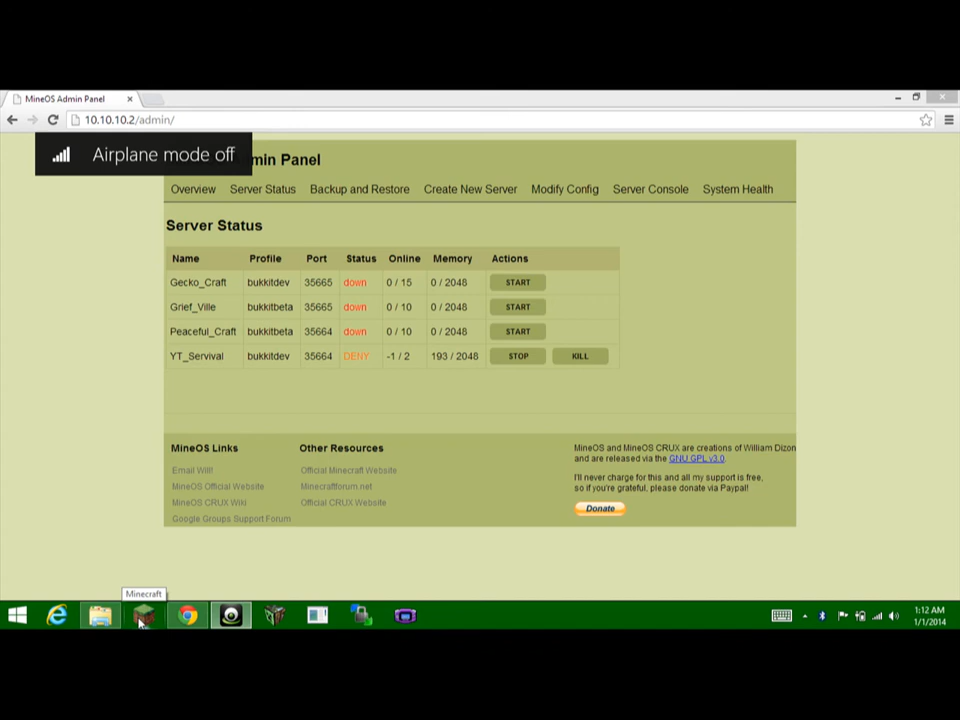 MineOS Admin Panel
10.10.10.2/admin/
Airplane mode off
min Panel
Overview Server Status Backup and Restore Create New Server Modify Config Server Console System Health
Server Status
Name Profile Port Status Online Memory Actions
Gecko_Craft bukkitdev 35665 down 0 / 15 0 / 2048 START
Grief_Ville bukkitbeta 35665 down 0 / 10 0 / 2048 START
Peaceful_Craft bukkitbeta 35664 down 0 / 10 0 / 2048 START
YT_Servival bukkitdev 35664 DENY -1 / 2 193 / 2048 STOP KILL
MineOS Links Other Resources MineOS and MineOS CRUX are creations of William Dizon
and are released via the GNU GPL v3.0.
Email Will! Official Minecraft Website
I'll never charge for this and all my support is free,
MineOS Official Website Minecraftforum.net so if you're grateful, please donate via Paypal!
MineOS CRUX Wiki Official CRUX Website
Donate
Google Groups Support Forum
Minecraft
1:12 AM
1/1/2014